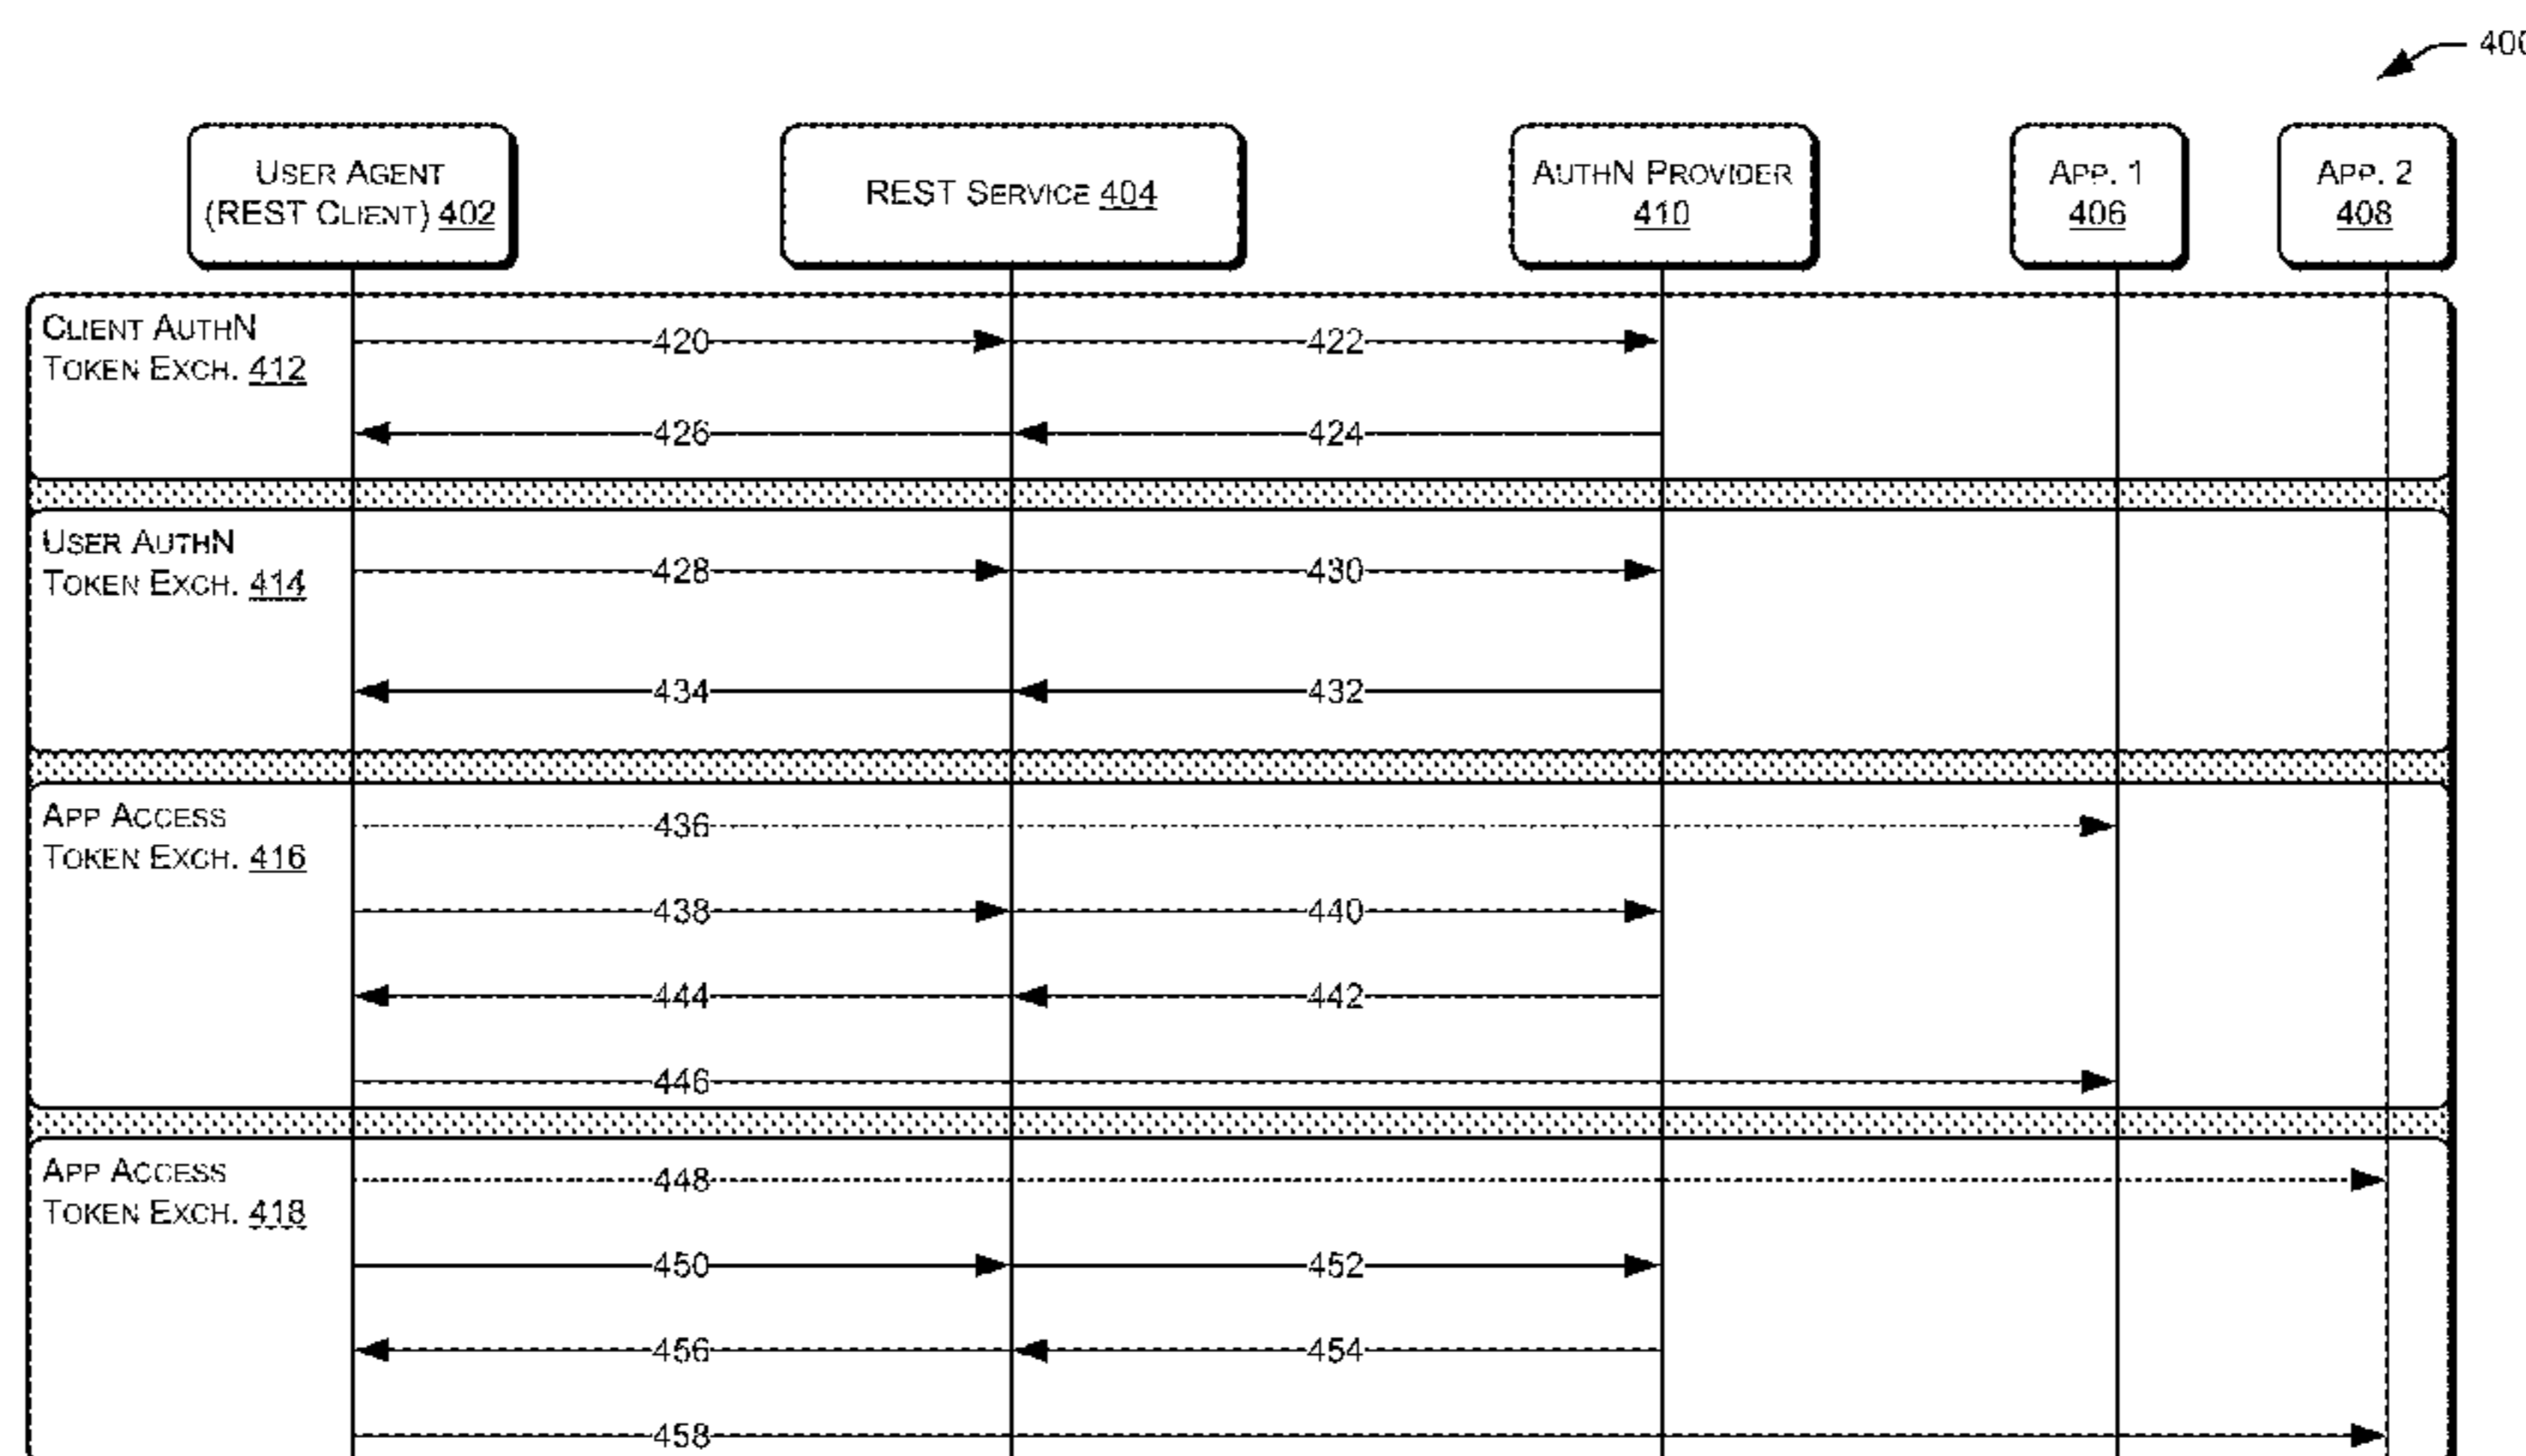 400
USER AGENT
(REST CLIENT) 402
REST SERVICE 404
AUTHN PROVIDER
410
APP. 1
406
APP. 2
408
CLIENT AUTHN
TOKEN EXCH. 412
420
422
426
424
USER AUTHN
TOKEN EXCH. 414
428
430
434
432
APP ACCESS
TOKEN EXCH. 416
436
438
440
444
442
446
APP ACCESS
TOKEN EXCH. 418
448
450
452
456
454
458